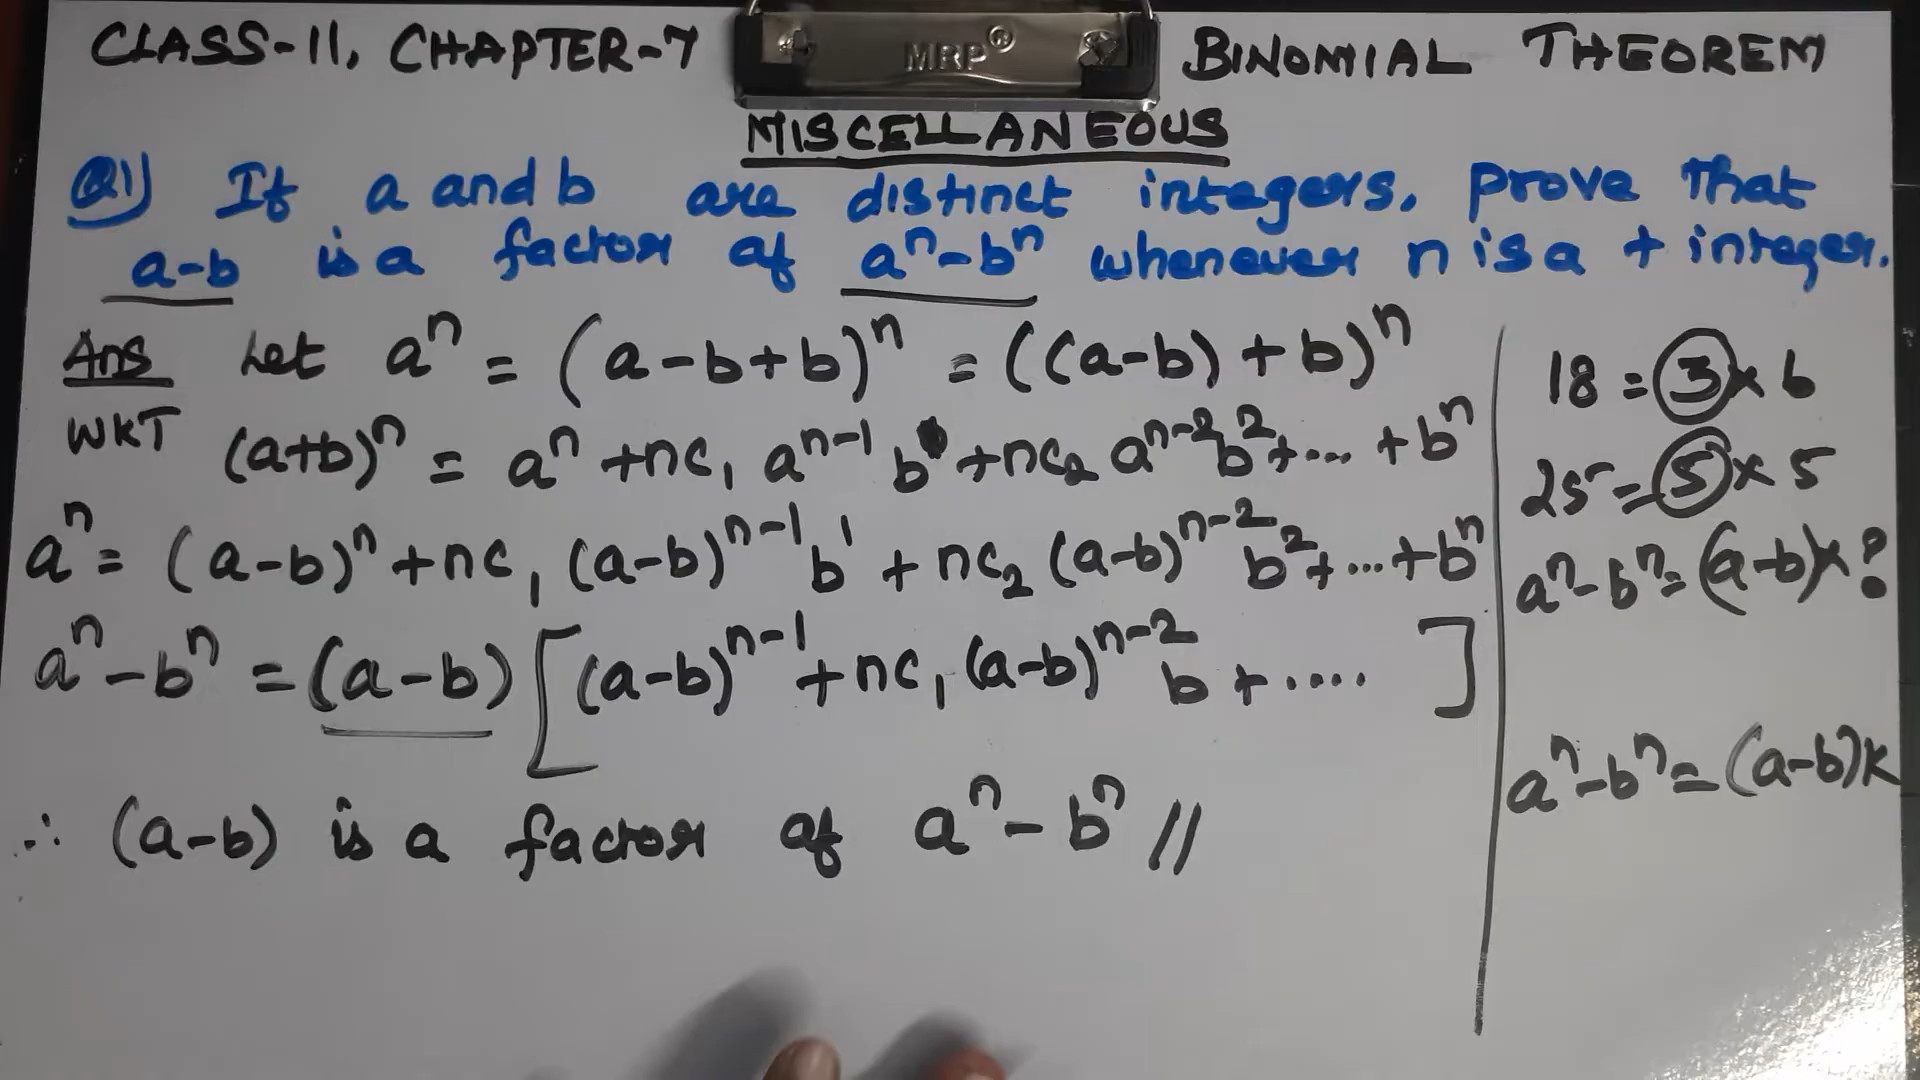 CLASS-11, CHAPTER-7 MRP® BINOMIAL THEOREM
MISCELLANEOUS
Q1) If a and b are distinct integers, prove that
a-b is a factor of aⁿ-bⁿ whenever n is a + integer.
Ans Let aⁿ = (a-b+b)ⁿ = ((a-b)+b)ⁿ
WKT (a+b)ⁿ = aⁿ + nc₁ aⁿ⁻¹ b + nc₂ aⁿ⁻² b² + ... + bⁿ
aⁿ = (a-b)ⁿ + nc₁ (a-b)ⁿ⁻¹ b¹ + nc₂ (a-b)ⁿ⁻² b² + ... + bⁿ
aⁿ - bⁿ = (a-b) [(a-b)ⁿ⁻¹ + nc₁ (a-b)ⁿ⁻² b + .... ]
∴ (a-b) is a factor of aⁿ - bⁿ //
18 = 3 × 6
25 = 5 × 5
aⁿ - bⁿ = (a-b) × ?
aⁿ - bⁿ = (a-b)k